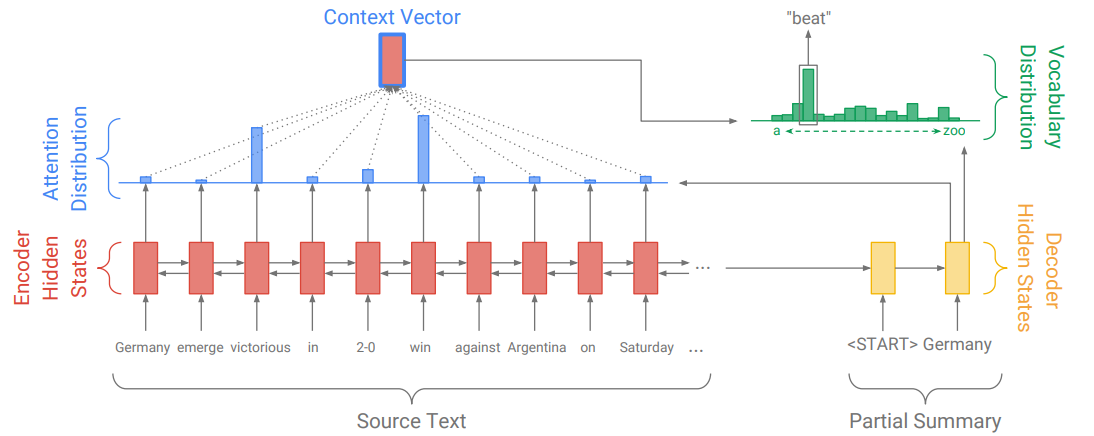 Context Vector
"beat"
Attention
Distribution
a
zoo
Vocabulary
Distribution
Encoder
Hidden
States
...
Decoder
Hidden States
Germany emerge victorious in 2-0 win against Argentina on Saturday ...
<START> Germany
Source Text
Partial Summary